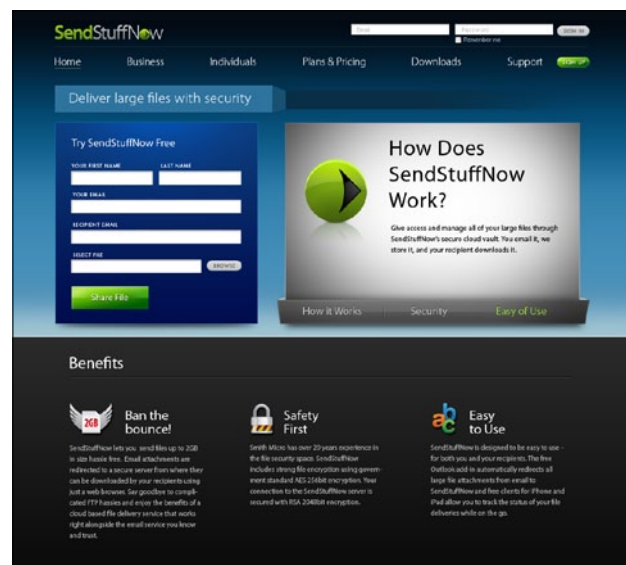 SendStuffNow
Email
Password
SIGN IN
Remember me
Home Business Individuals Plans & Pricing Downloads Support SIGN UP
Deliver large files with security
Try SendStuffNow Free
YOUR FIRST NAME LAST NAME
YOUR EMAIL
RECIPIENT EMAIL
SELECT FILE
BROWSE
Share File
How Does
SendStuffNow
Work?
Give access and manage all of your large files through
SendStuffNow's secure cloud vault. You email it, we
store it, and your recipient downloads it.
How it Works Security Easy of Use
Benefits
2GB
Ban the
bounce!
SendStuffNow lets you send files up to 2GB
in size hassle free. Email attachments are
redirected to a secure server from where they
can be downloaded by your recipients using
just a web browser. Say goodbye to compli-
cated FTP hassles and enjoy the benefits of a
cloud based file delivery service that works
right alongside the email service you know
and trust.
Safety
First
Smith Micro has over 20 years experience in
the file security space. SendStuffNow
includes strong file encryption using govern-
ment standard AES 256bit encryption. Your
connection to the SendStuffNow server is
secured with RSA 2048bit encryption.
abc
Easy
to Use
SendStuffNow is designed to be easy to use -
for both you and your recipients. The free
Outlook add-in automatically redirects all
large file attachments from email to
SendStuffNow and free clients for iPhone and
iPad allow you to track the status of your file
deliveries while on the go.